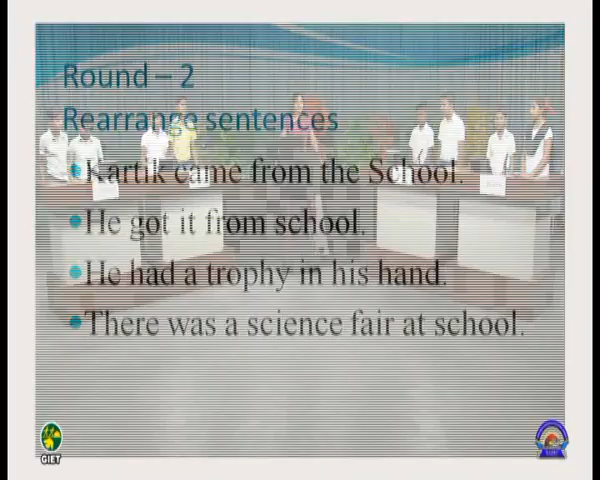 Round – 2
Rearrange sentences
Kartik came from the School.
He got it from school.
He had a trophy in his hand.
There was a science fair at school.
GIET